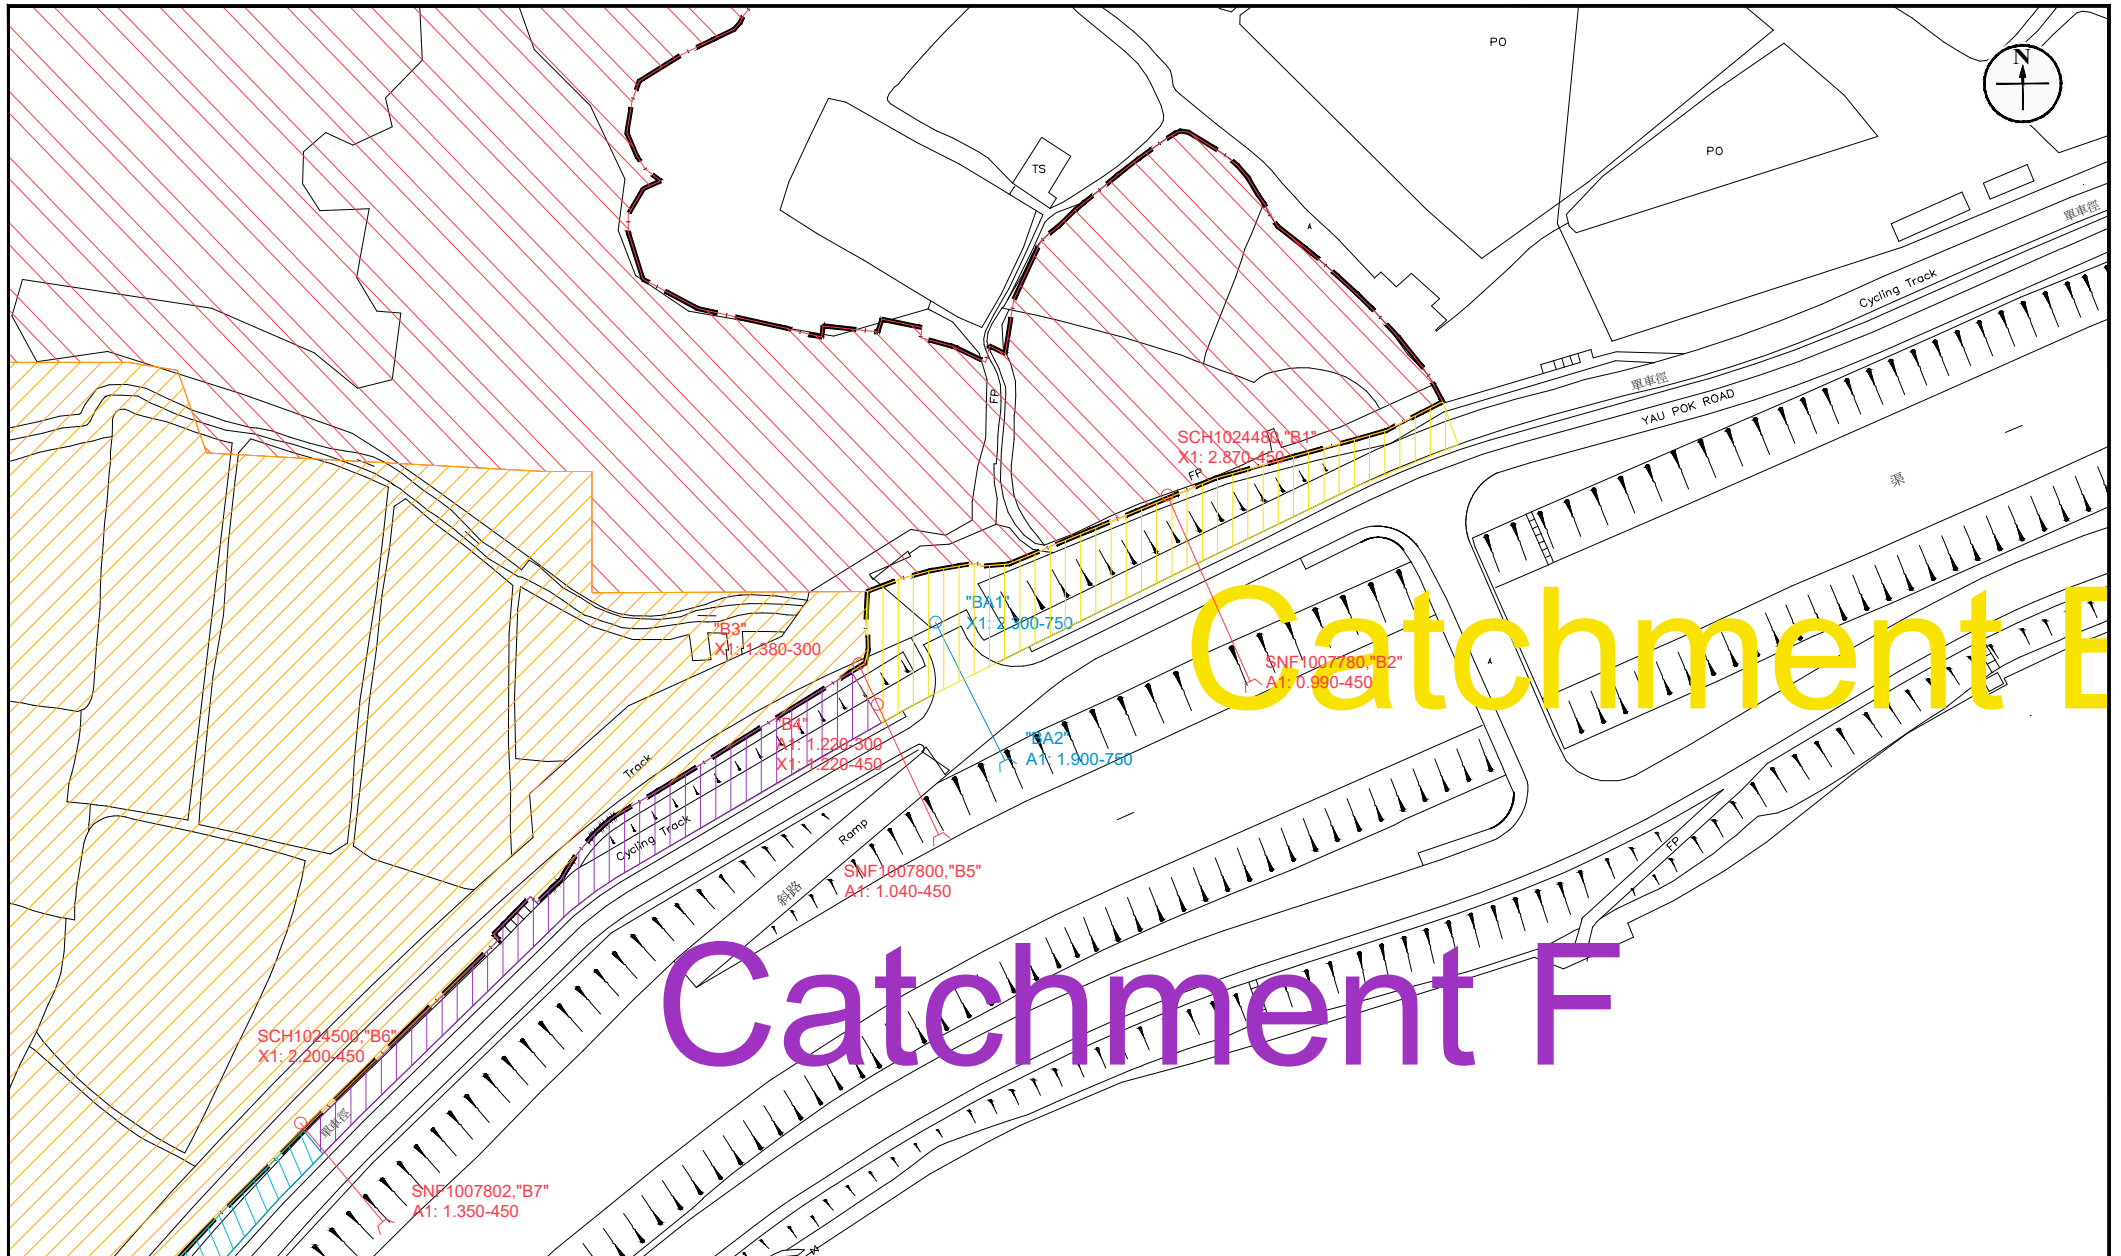 PO
N
PO
TS
單車徑
Cycling Track
單車徑
YAU POK ROAD
FP
SCH1024480,"B1"
X1: 2.870-450
FP
渠
"BA1"
X1: 2.300-750
"B3"
X1: 1.380-300
Catchment E
SNF1007780,"B2"
A1: 0.990-450
"B4"
A1: 1.220-300
X1: 1.220-450
"BA2"
A1: 1.900-750
Track
Cycling Track
Ramp
斜路
FP
SNF1007800,"B5"
A1: 1.040-450
Catchment F
SCH1024500,"B6"
X1: 2.200-450
單車徑
SNF1007802,"B7"
A1: 1.350-450